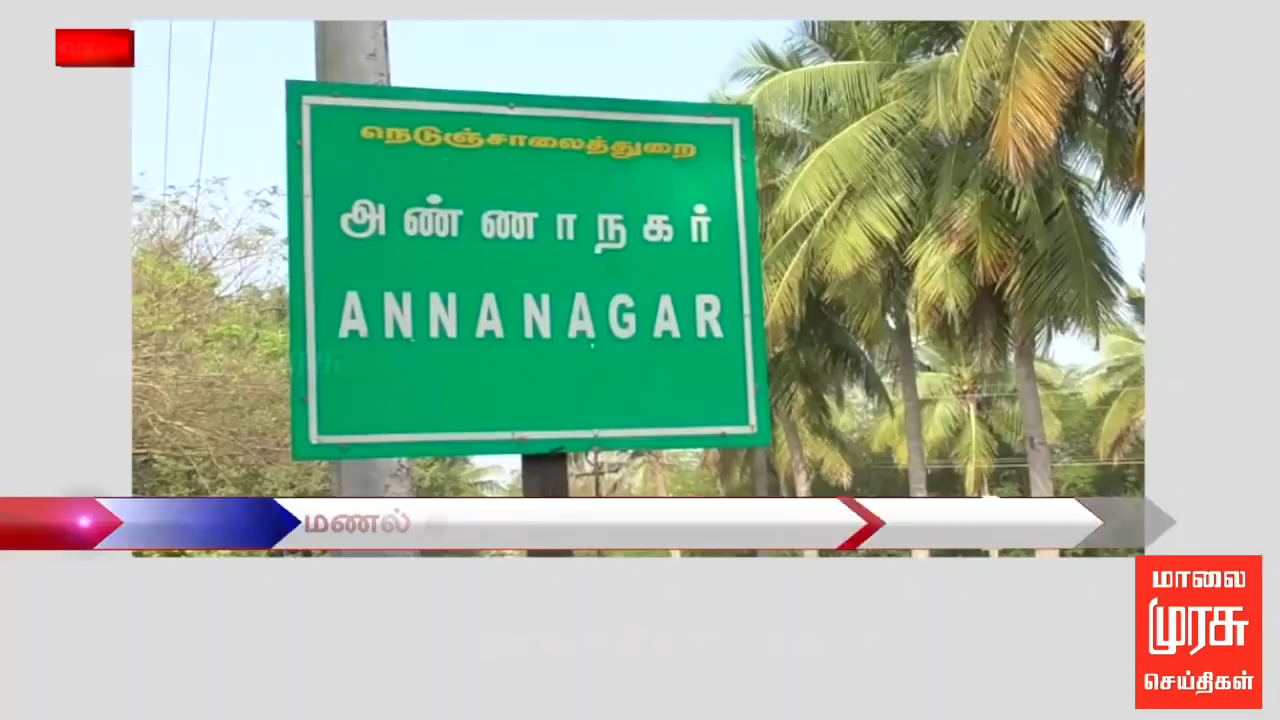 நெடுஞ்சாலைத்துறை
அண்ணாநகர்
ANNANAGAR
மணல்
மாலை
முரசு
செய்திகள்